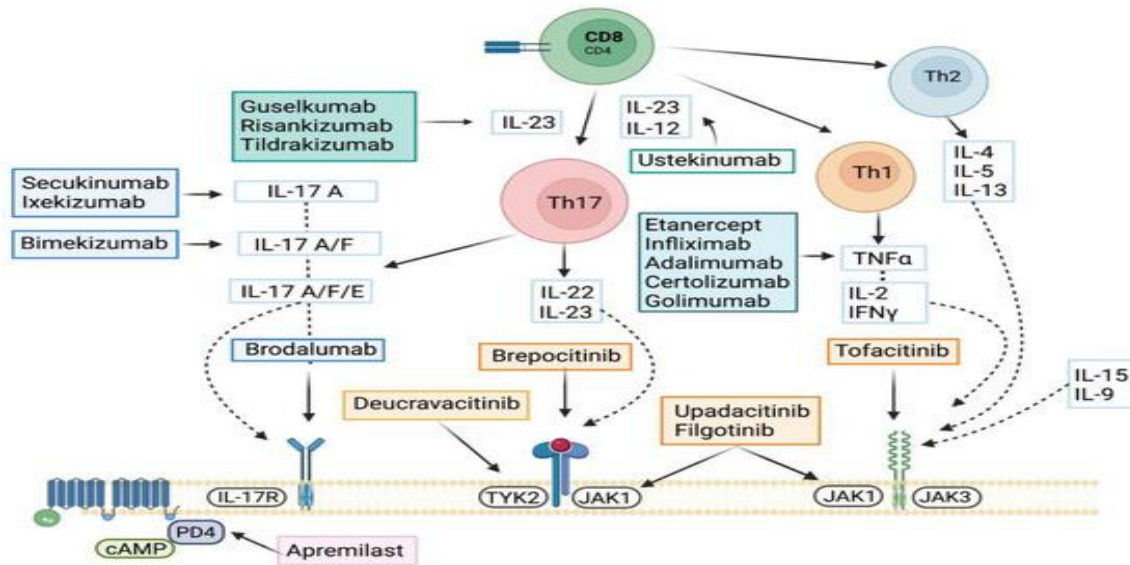 CD8
CD4
Th2
Guselkumab
Risankizumab
Tildrakizumab
IL-23
IL-23
IL-12
Ustekinumab
IL-4
IL-5
IL-13
Secukinumab
Ixekizumab
IL-17 A
Th17
Th1
Bimekizumab
IL-17 A/F
Etanercept
Infliximab
Adalimumab
Certolizumab
Golimumab
TNFα
IL-17 A/F/E
IL-22
IL-23
IL-2
IFNγ
Brodalumab
Brepocitinib
Tofacitinib
IL-15
IL-9
Deucravacitinib
Upadacitinib
Filgotinib
IL-17R
TYK2
JAK1
JAK1
JAK3
PD4
cAMP
Apremilast